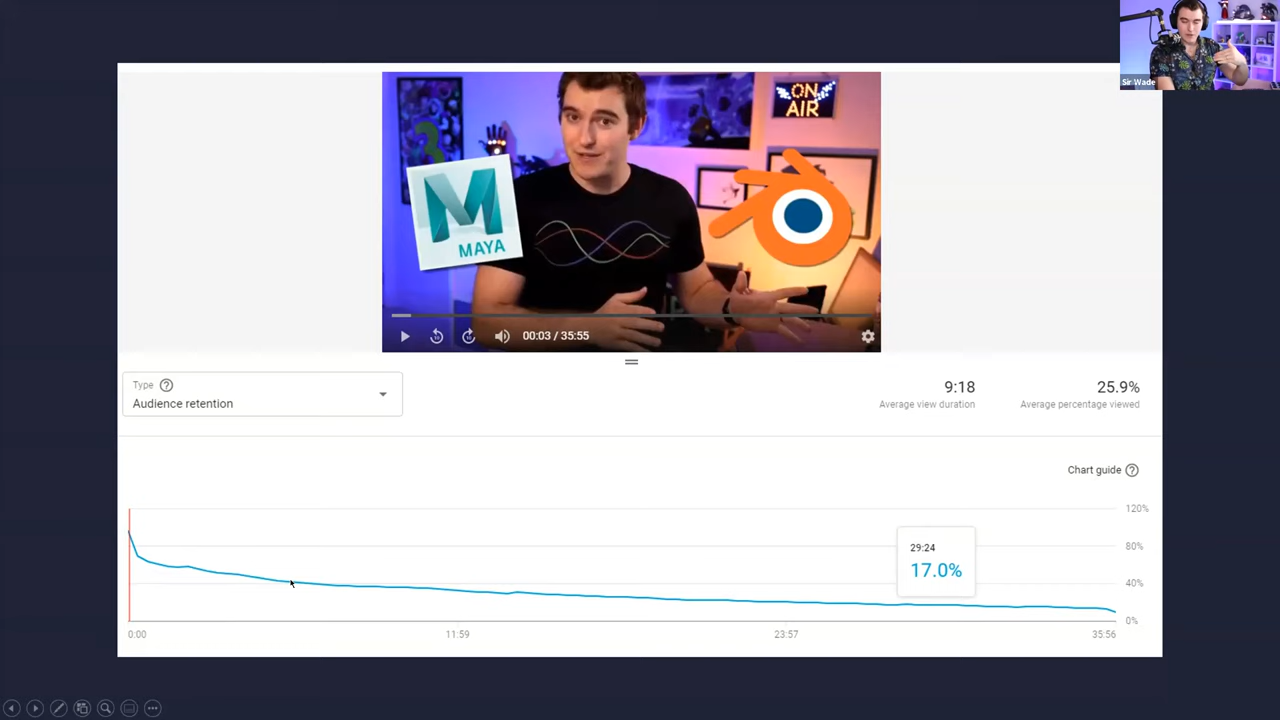 Sir Wade
ON
AIR
MAYA
00:03 / 35:55
Type
Audience retention
9:18
Average view duration
25.9%
Average percentage viewed
Chart guide
120%
80%
40%
0%
29:24
17.0%
0:00
11:59
23:57
35:56